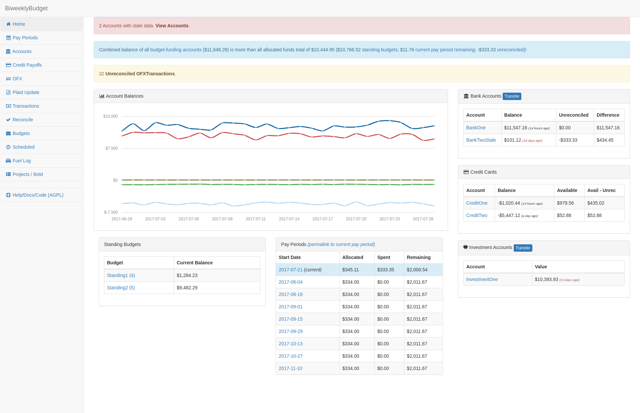 BiweeklyBudget
Home
Pay Periods
Accounts
Credit Payoffs
OFX
Plaid Update
Transactions
Reconcile
Budgets
Scheduled
Fuel Log
Projects / BoM
Help/Docs/Code (AGPL)
2 Accounts with stale data. View Accounts.
Combined balance of all budget-funding accounts ($11,648.29) is more than all allocated funds total of $10,444.95 ($10,766.52 standing budgets; $11.79 current pay period remaining; -$333.33 unreconciled)!
Unreconciled OFXTransactions.
Account Balances
$15,000
$7,500
$0
$-7,500
2017-06-29 2017-07-02 2017-07-05 2017-07-08 2017-07-11 2017-07-14 2017-07-17 2017-07-20 2017-07-23 2017-07-26
Standing Budgets
Budget Current Balance
Standing1 (4) $1,284.23
Standing2 (5) $9,482.29
Pay Periods (permalink to current pay period)
Start Date Allocated Spent Remaining
2017-07-21 (current) $345.11 $333.35 $2,000.54
2017-08-04 $334.00 $0.00 $2,011.67
2017-08-18 $334.00 $0.00 $2,011.67
2017-09-01 $334.00 $0.00 $2,011.67
2017-09-15 $334.00 $0.00 $2,011.67
2017-09-29 $334.00 $0.00 $2,011.67
2017-10-13 $334.00 $0.00 $2,011.67
2017-10-27 $334.00 $0.00 $2,011.67
2017-11-10 $334.00 $0.00 $2,011.67
Bank Accounts Transfer
Account Balance Unreconciled Difference
BankOne $11,547.18 (14 hours ago) $0.00 $11,547.18
BankTwoStale $101.12 (18 days ago) -$333.33 $434.45
Credit Cards
Account Balance Available Avail - Unrec
CreditOne -$1,020.44 (13 hours ago) $979.56 $435.02
CreditTwo -$5,447.12 (a day ago) $52.88 $52.88
Investment Accounts Transfer
Account Value
InvestmentOne $10,393.93